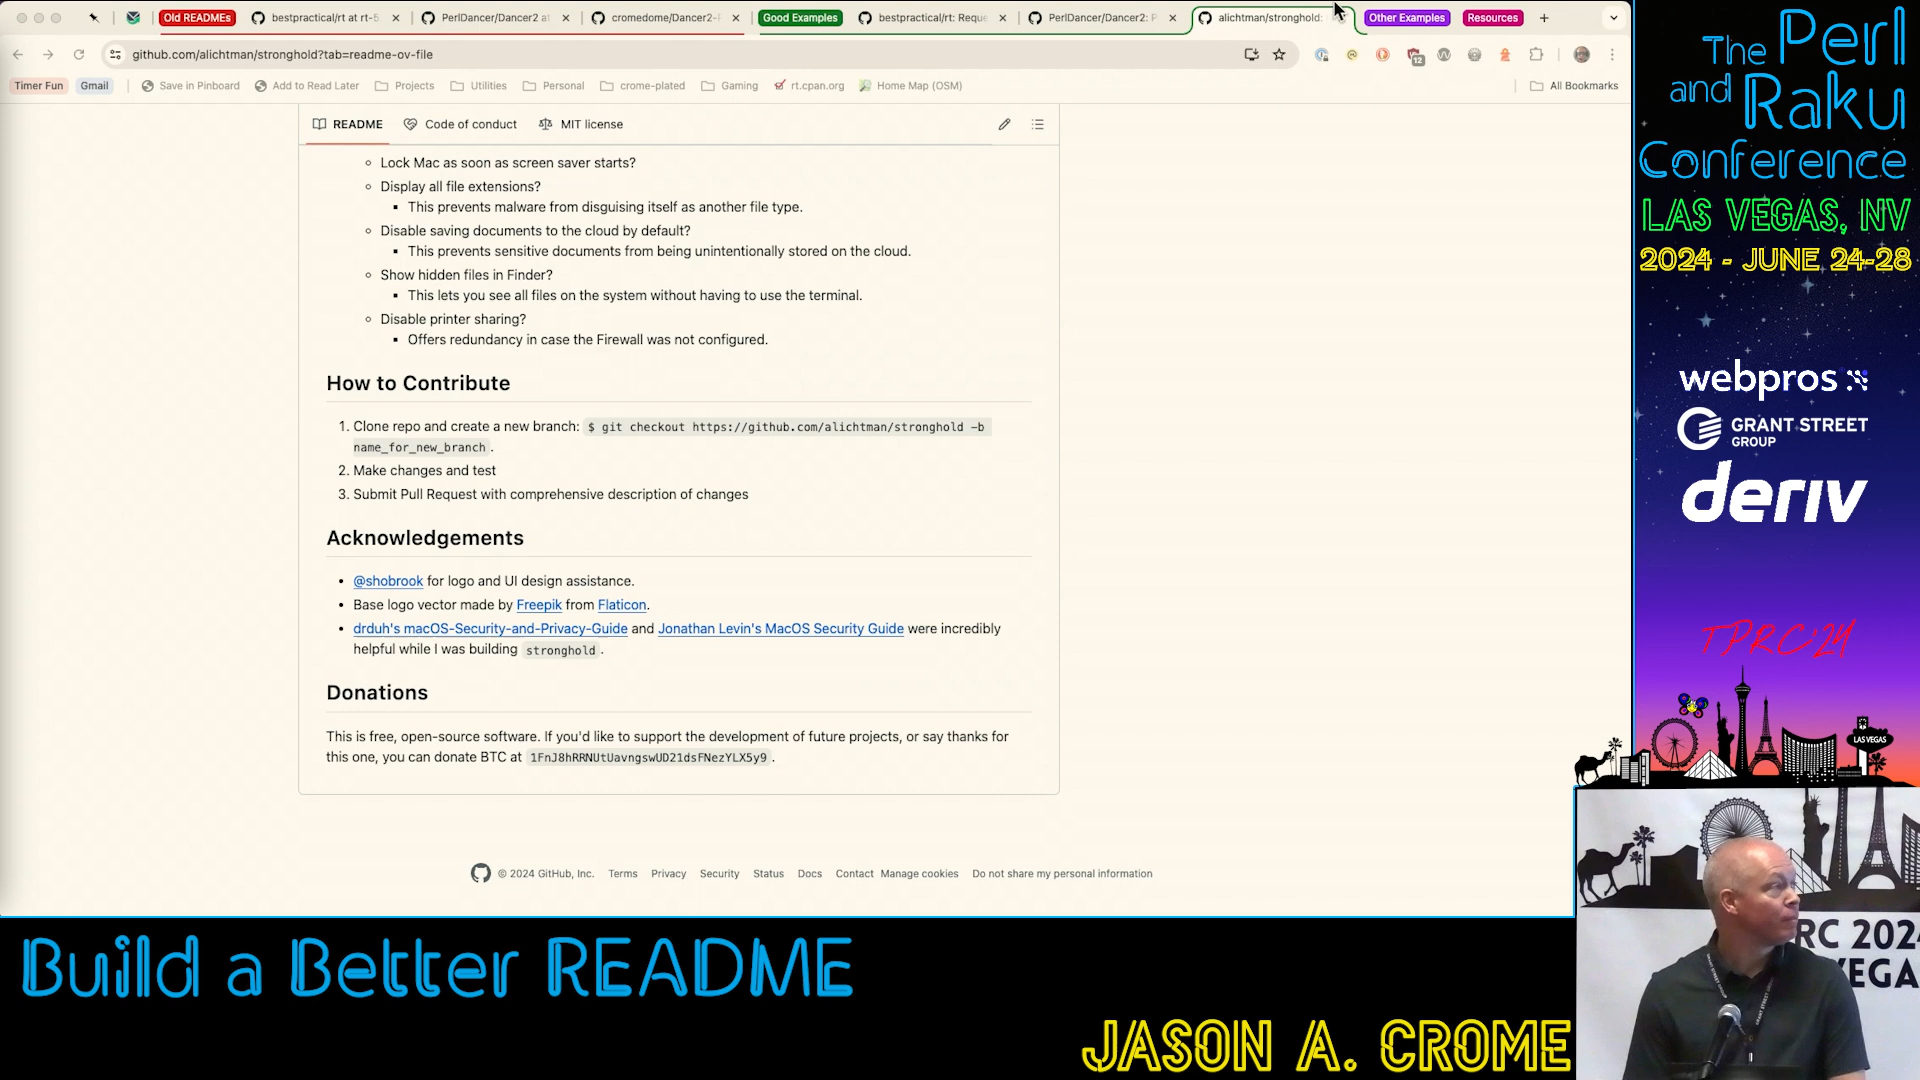 Old READMEs
bestpractical/rt at rt-5.
PerlDancer/Dancer2 at
cromedome/Dancer2-
Good Examples
bestpractical/rt: Reque
PerlDancer/Dancer2: P
alichtman/stronghold:
Other Examples
Resources
github.com/alichtman/stronghold?tab=readme-ov-file
12
Timer Fun
Gmail
Save in Pinboard
Add to Read Later
Projects
Utilities
Personal
crome-plated
Gaming
rt.cpan.org
Home Map (OSM)
All Bookmarks
README
Code of conduct
MIT license
Lock Mac as soon as screen saver starts?
Display all file extensions?
This prevents malware from disguising itself as another file type.
Disable saving documents to the cloud by default?
This prevents sensitive documents from being unintentionally stored on the cloud.
Show hidden files in Finder?
This lets you see all files on the system without having to use the terminal.
Disable printer sharing?
Offers redundancy in case the Firewall was not configured.
How to Contribute
1. Clone repo and create a new branch: $ git checkout https://github.com/alichtman/stronghold -b
name_for_new_branch .
2. Make changes and test
3. Submit Pull Request with comprehensive description of changes
Acknowledgements
@shobrook for logo and UI design assistance.
Base logo vector made by Freepik from Flaticon.
drduh's macOS-Security-and-Privacy-Guide and Jonathan Levin's MacOS Security Guide were incredibly
helpful while I was building stronghold .
Donations
This is free, open-source software. If you'd like to support the development of future projects, or say thanks for
this one, you can donate BTC at 1FnJ8hRRNUtUavngswUD21dsFNezYLX5y9 .
© 2024 GitHub, Inc.
Terms
Privacy
Security
Status
Docs
Contact
Manage cookies
Do not share my personal information
The Perl
and Raku
Conference
LAS VEGAS, NV
2024 - JUNE 24-28
webpros
GRANT STREET
GROUP
deriv
TPRC'24
LAS VEGAS
RC 202
VEGA
Build a Better README
JASON A. CROME